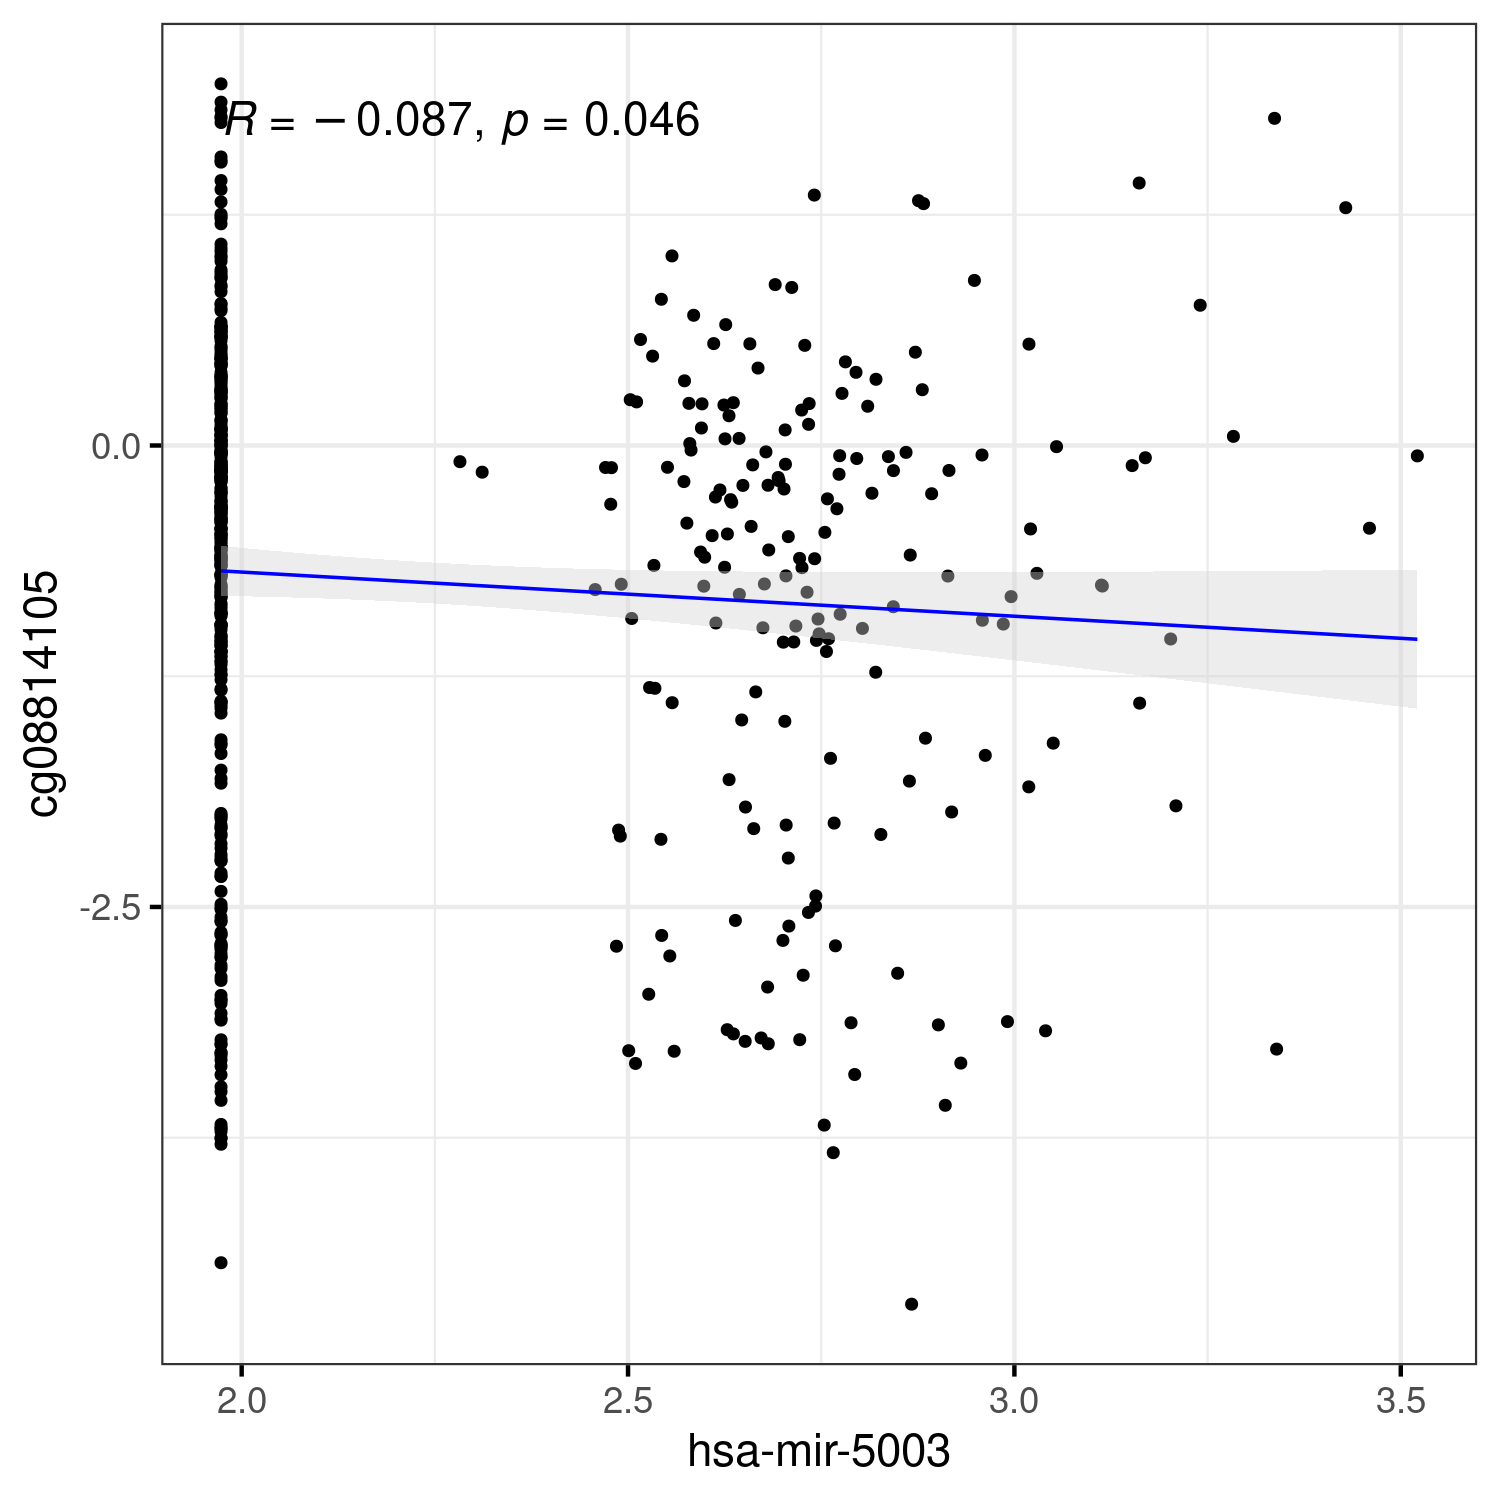 R = −0.087, p = 0.046
0.0
-2.5
cg08814105
2.0 2.5 3.0 3.5
hsa-mir-5003